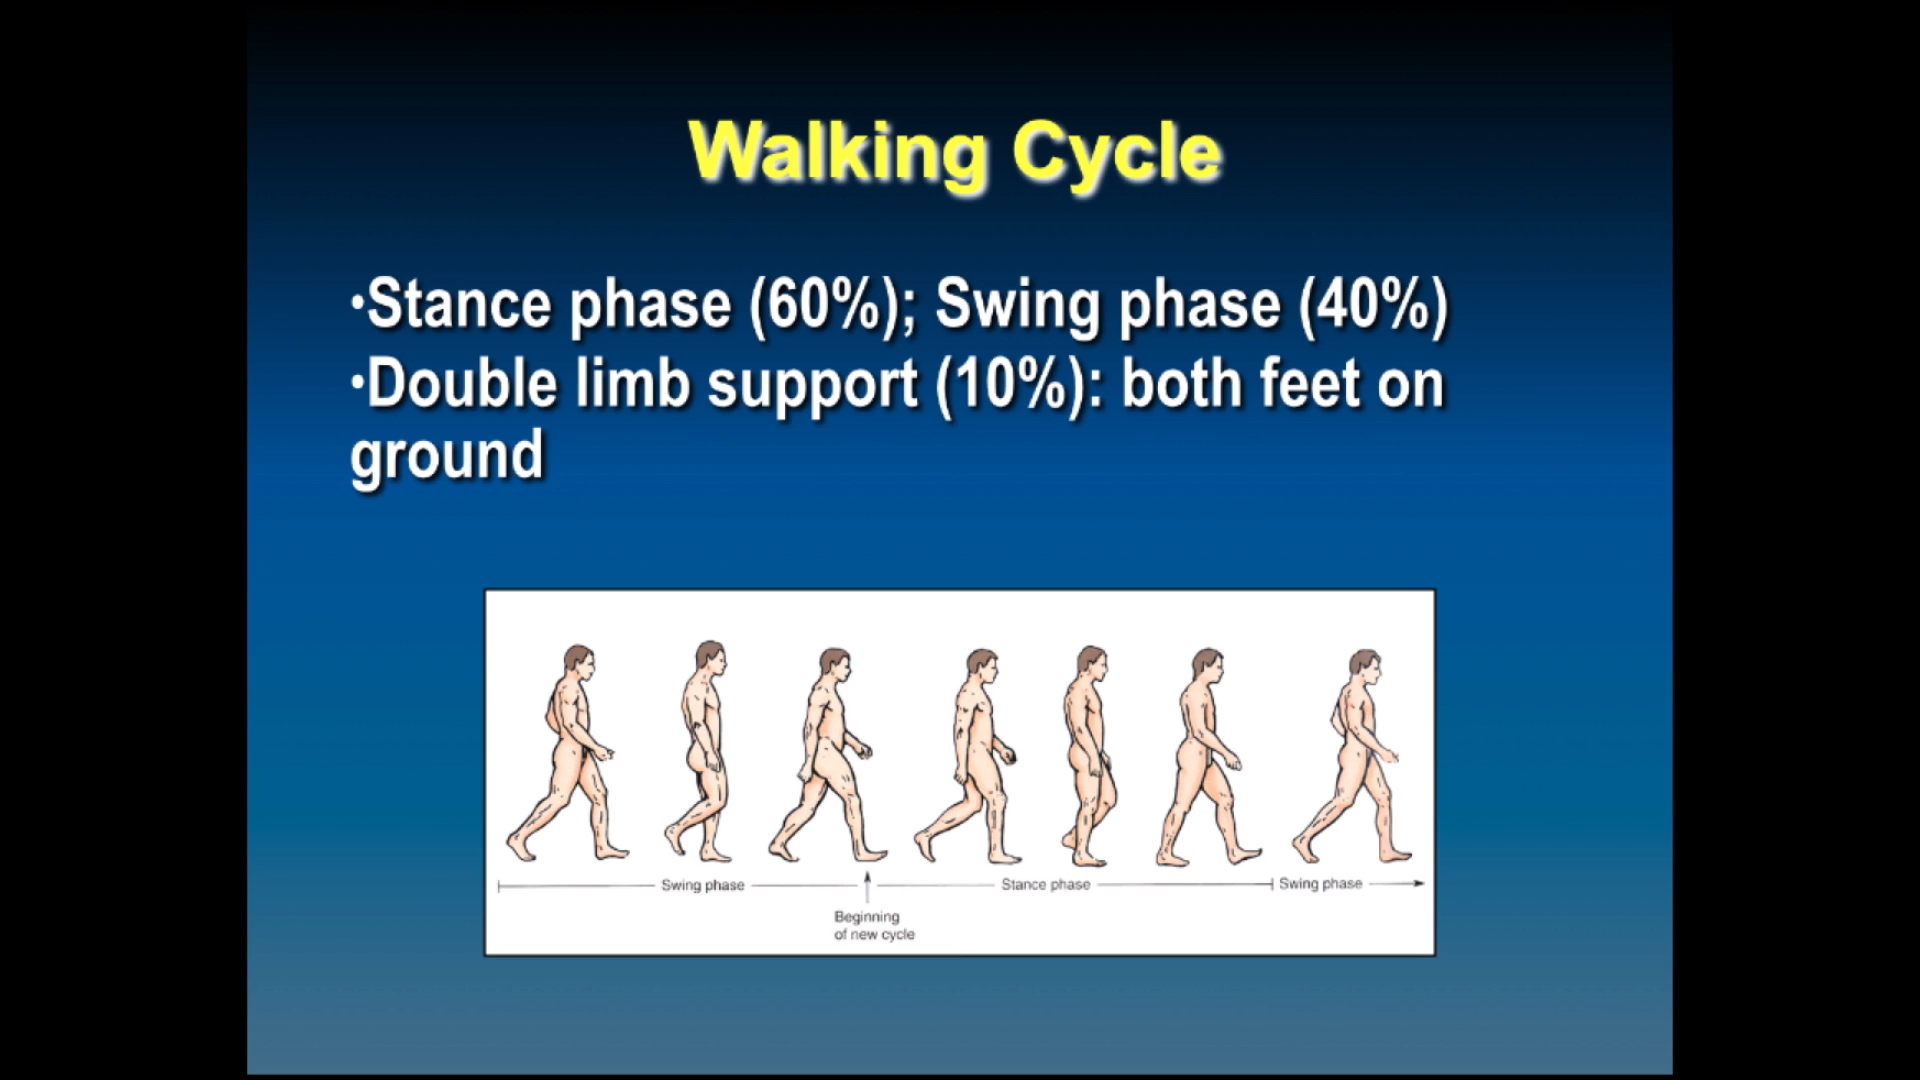 Walking Cycle
•Stance phase (60%); Swing phase (40%)
•Double limb support (10%): both feet on
ground
Swing phase
Stance phase
Swing phase
Beginning
of new cycle